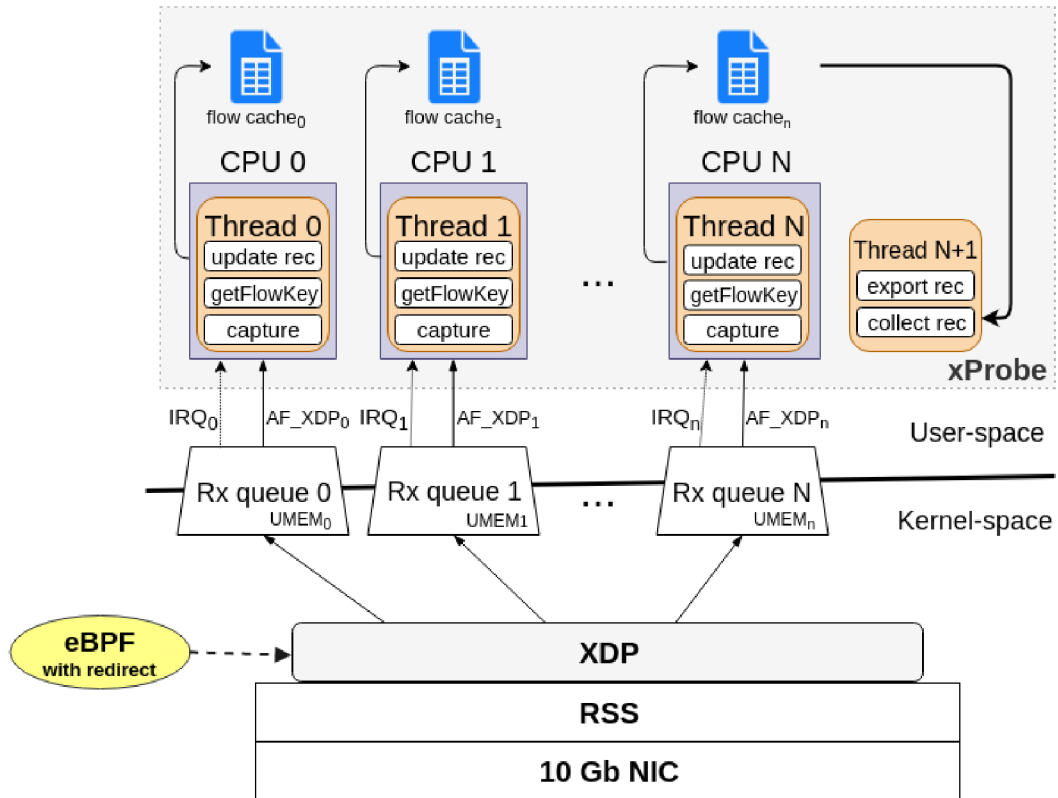 flow cache0
flow cache1
flow cachen
CPU 0
CPU 1
CPU N
Thread 0
update rec
getFlowKey
capture
Thread 1
update rec
getFlowKey
capture
...
Thread N
update rec
getFlowKey
capture
Thread N+1
export rec
collect rec
xProbe
IRQ0
AF_XDP0
IRQ1
AF_XDP1
IRQn
AF_XDPn
User-space
Rx queue 0
UMEM0
Rx queue 1
UMEM1
...
Rx queue N
UMEMn
Kernel-space
eBPF
with redirect
XDP
RSS
10 Gb NIC